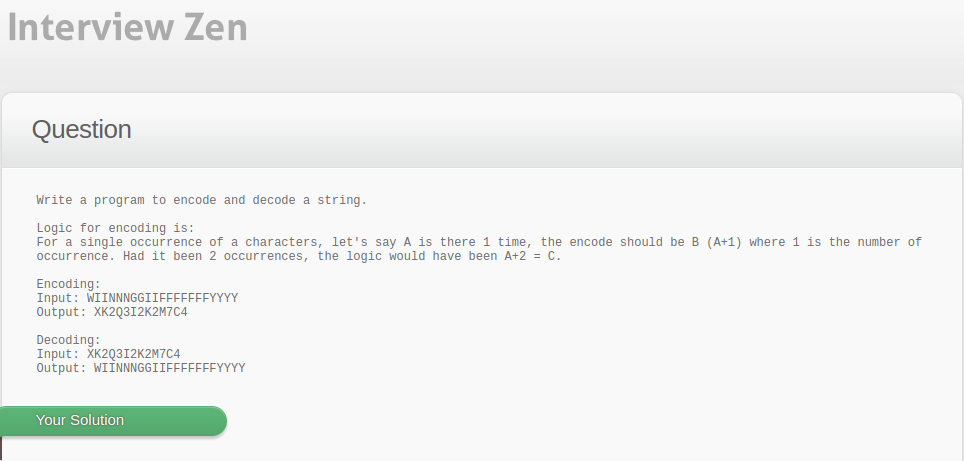 Interview Zen
Question
Write a program to encode and decode a string.
Logic for encoding is:
For a single occurrence of a characters, let's say A is there 1 time, the encode should be B (A+1) where 1 is the number of
occurrence. Had it been 2 occurrences, the logic would have been A+2 = C.
Encoding:
Input: WIINNNGGIIFFFFFFFYYYY
Output: XK2Q3I2K2M7C4
Decoding:
Input: XK2Q3I2K2M7C4
Output: WIINNNGGIIFFFFFFFYYYY
Your Solution